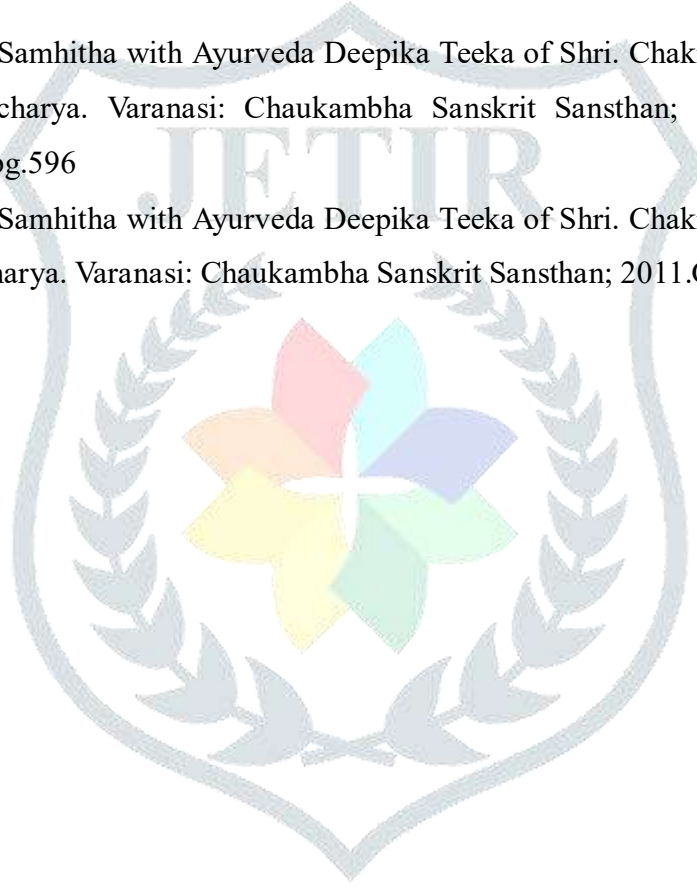 Samhitha with Ayurveda Deepika Teeka of Shri. Chak
charya. Varanasi: Chaukambha Sanskrit Sansthan;
pg.596
JETIR
Samhitha with Ayurveda Deepika Teeka of Shri. Chak
harya. Varanasi: Chaukambha Sanskrit Sansthan; 2011.